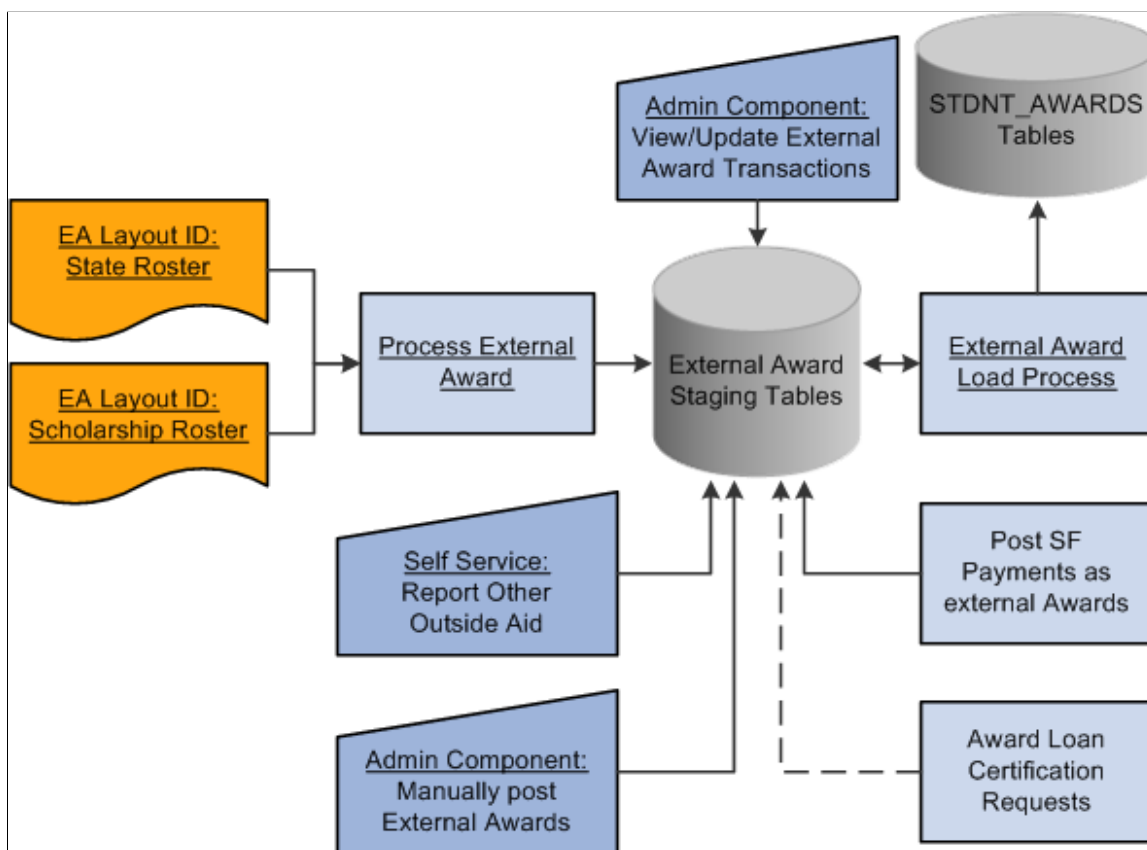 Admin Component:
View/Update External
Award Transactions
STDNT_AWARDS
Tables
EA Layout ID:
State Roster
EA Layout ID:
Scholarship Roster
Process External
Award
External Award
Staging Tables
External Award
Load Process
Self Service:
Report Other
Outside Aid
Post SF
Payments as
external Awards
Admin Component:
Manually post
External Awards
Award Loan
Certification
Requests